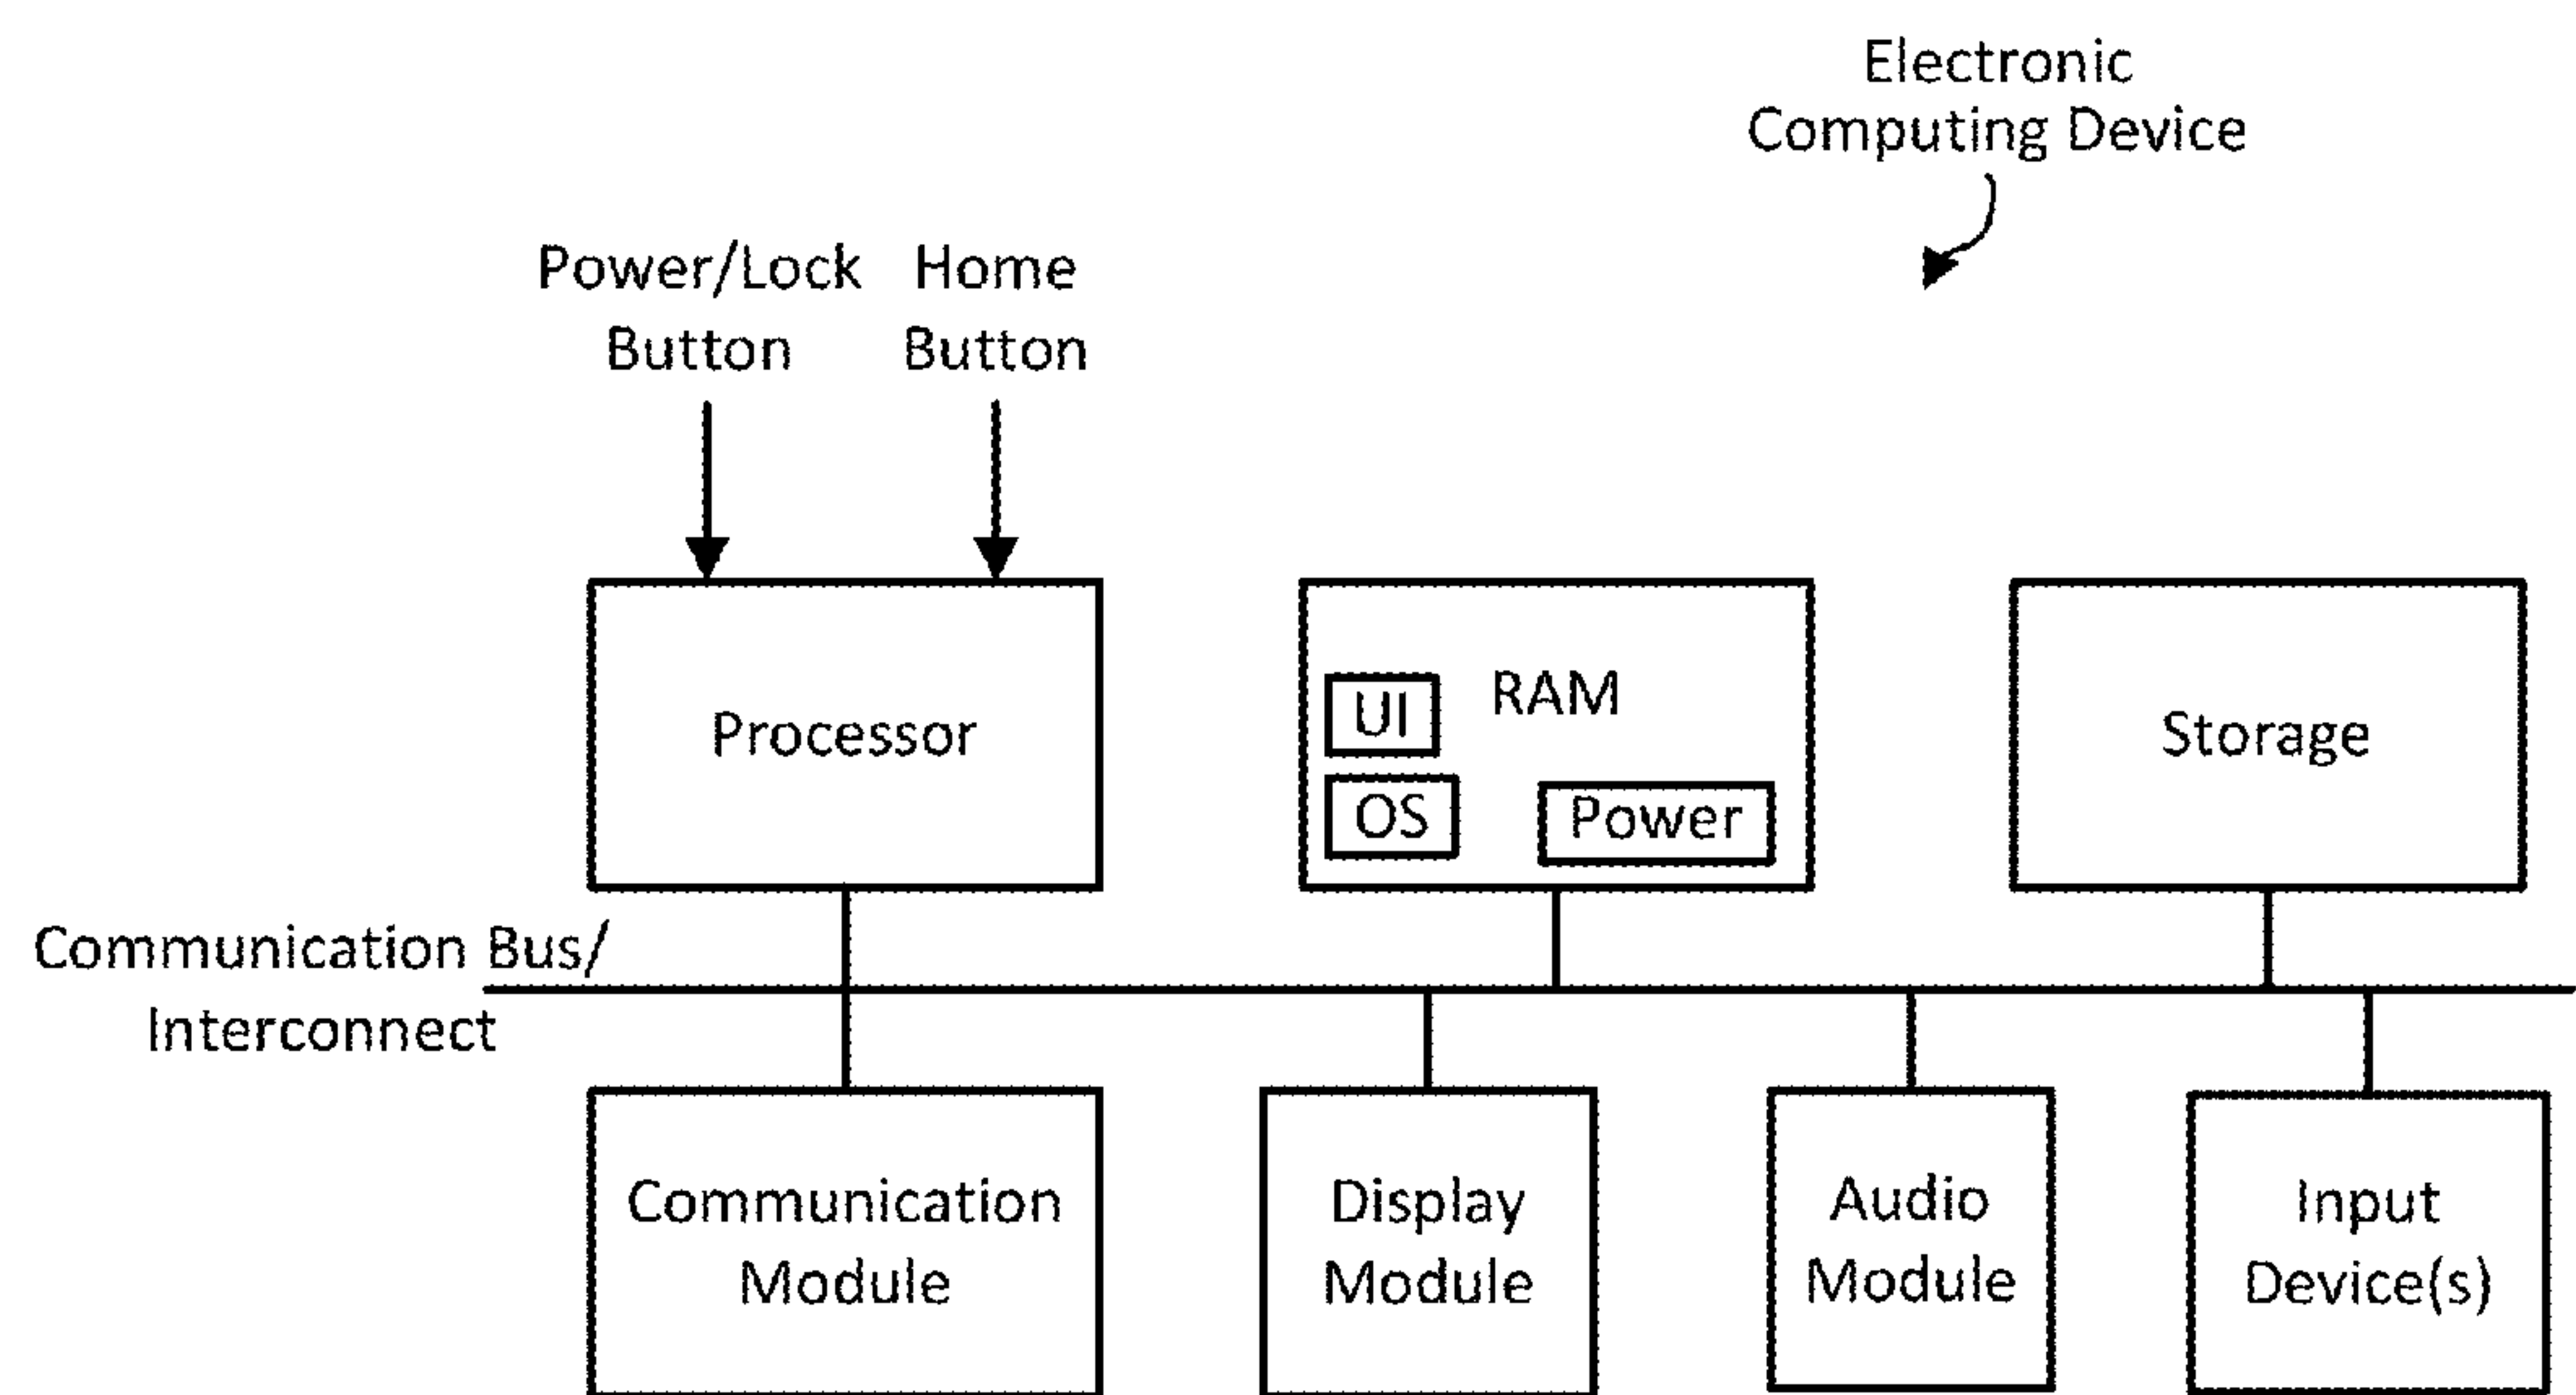 Electronic
Computing Device
Power/Lock
Button
Home
Button
Processor
UI
RAM
OS
Power
Storage
Communication Bus/
Interconnect
Communication
Module
Display
Module
Audio
Module
Input
Device(s)